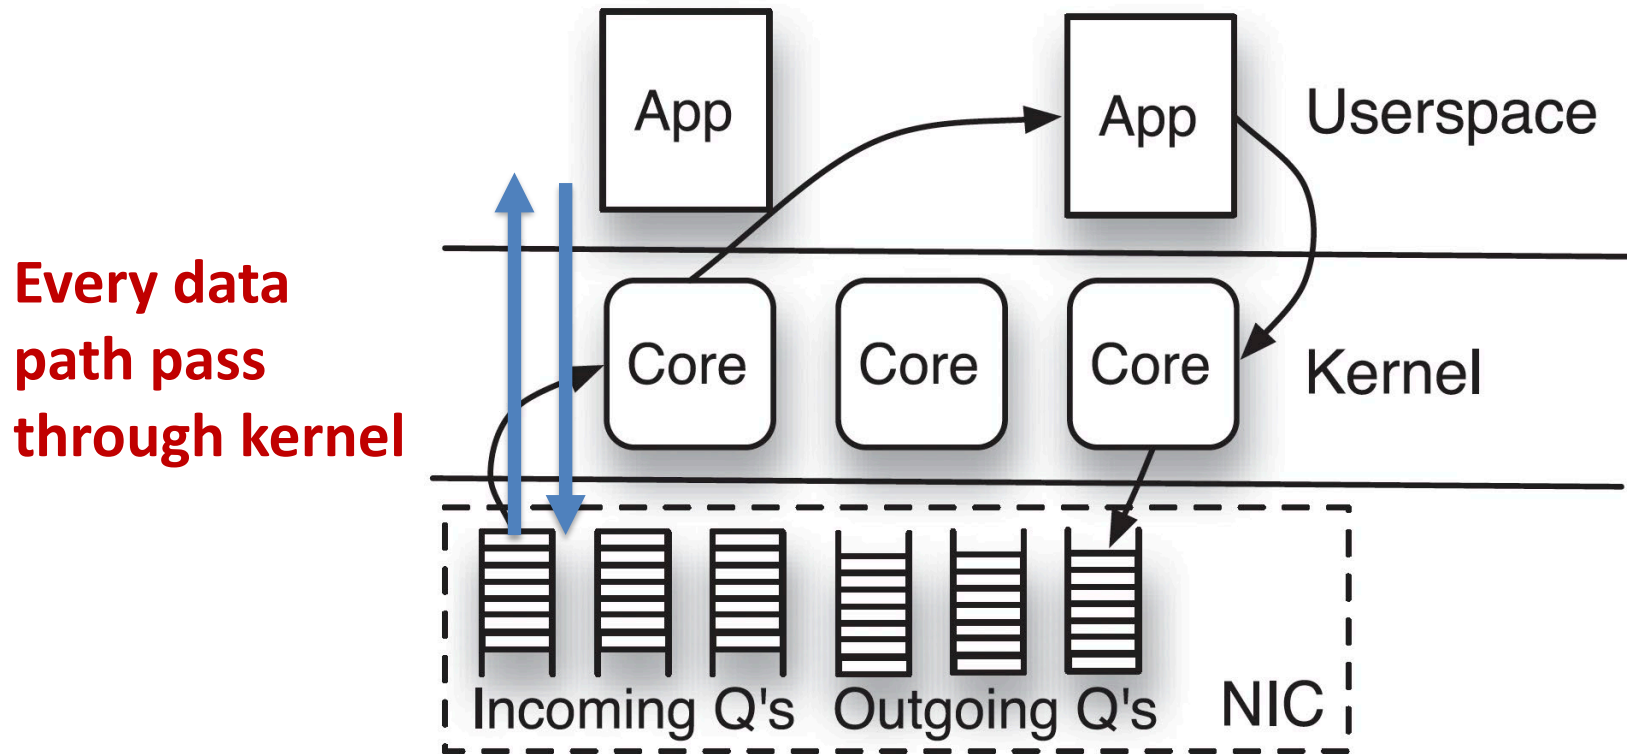 App
App
Userspace
Every data
path pass
through kernel
Core
Core
Core
Kernel
Incoming Q's
Outgoing Q's
NIC